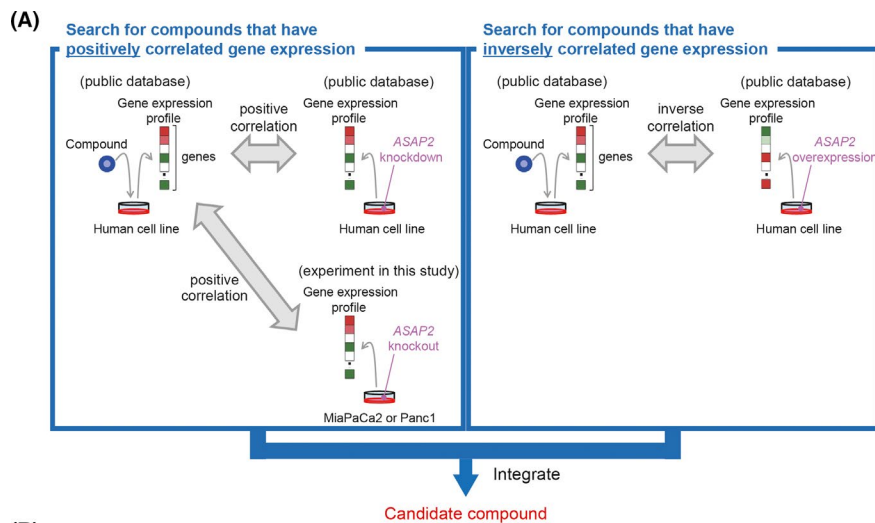 (A)
Search for compounds that have
positively correlated gene expression
(public database)
Gene expression
profile
Compound
genes
Human cell line
positive
correlation
(public database)
Gene expression
profile
ASAP2
knockdown
Human cell line
positive
correlation
(experiment in this study)
Gene expression
profile
ASAP2
knockout
MiaPaCa2 or Panc1
Search for compounds that have
inversely correlated gene expression
(public database)
Gene expression
profile
Compound
genes
Human cell line
inverse
correlation
(public database)
Gene expression
profile
ASAP2
overexpression
Human cell line
Integrate
Candidate compound